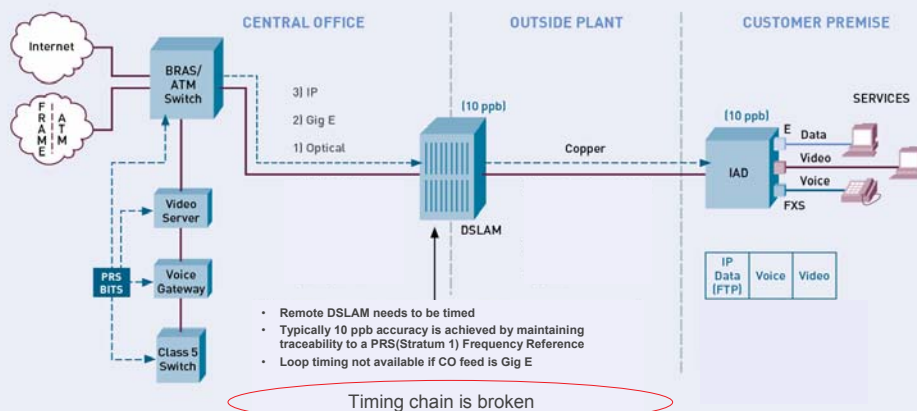 CENTRAL OFFICE
OUTSIDE PLANT
CUSTOMER PREMISE
Internet
BRAS/
ATM
Switch
FRAME
ATM
3) IP
2) Gig E
1) Optical
(10 ppb)
DSLAM
Copper
(10 ppb)
IAD
SERVICES
E
Data
Video
Voice
FXS
Video
Server
PRS
BITS
Voice
Gateway
Class 5
Switch
IP
Data
(FTP)
Voice
Video
• Remote DSLAM needs to be timed
• Typically 10 ppb accuracy is achieved by maintaining
traceability to a PRS(Stratum 1) Frequency Reference
• Loop timing not available if CO feed is Gig E
Timing chain is broken